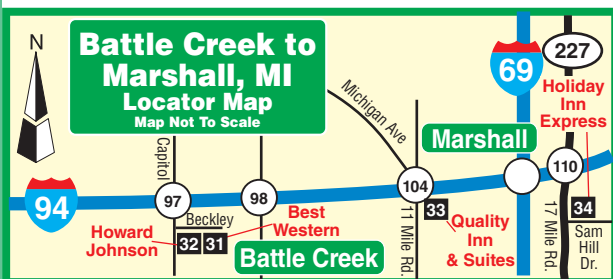 N
Battle Creek to
Marshall, MI
Locator Map
Map Not To Scale
Michigan Ave
69
227
Holiday
Inn
Express
Marshall
Capitol
94
97
98
104
110
Beckley
Howard
Johnson
32
31
Best
Western
Battle Creek
11 Mile Rd.
33
Quality
Inn
& Suites
17 Mile Rd.
34
Sam
Hill
Dr.